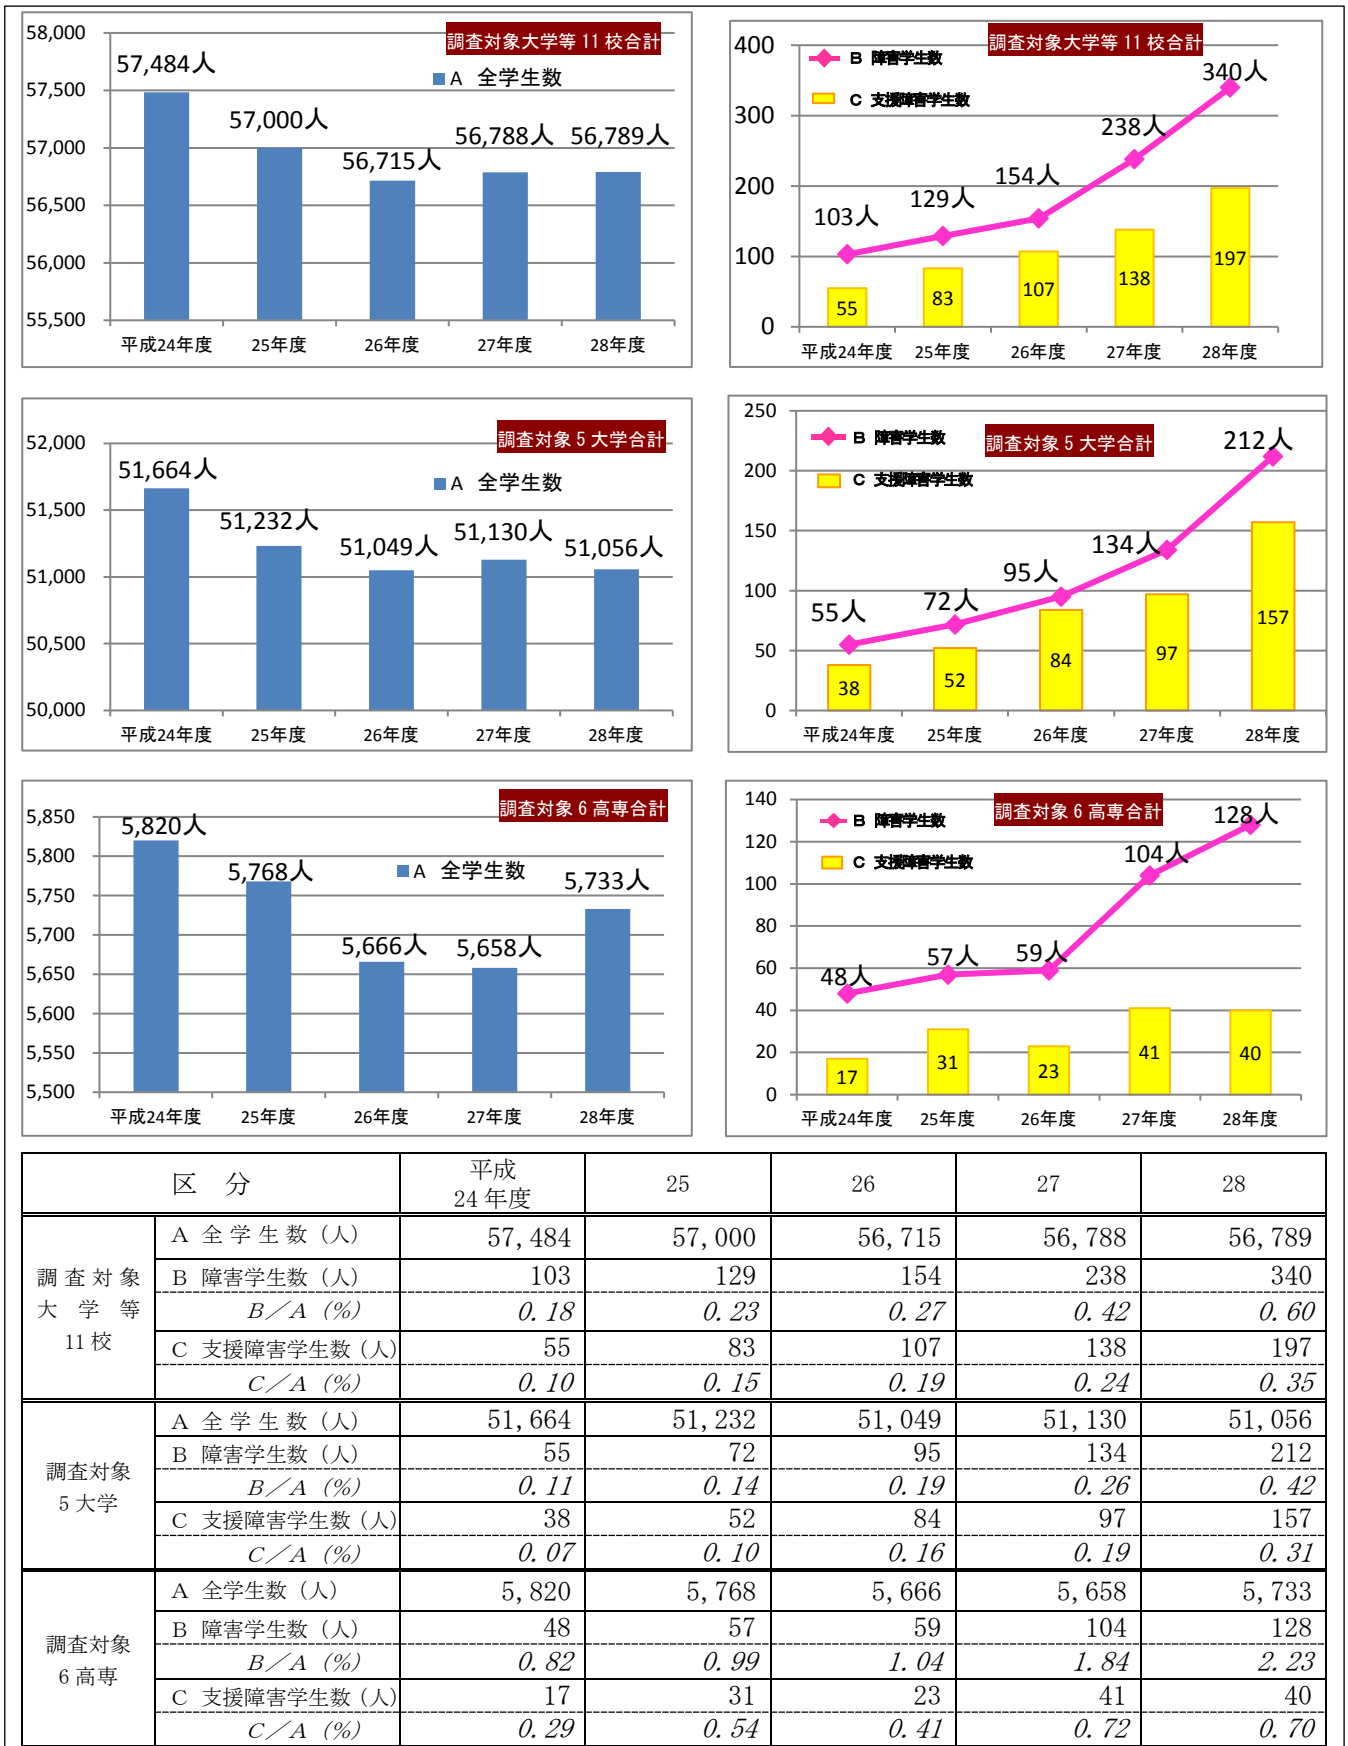 調査対象大学等 11 校合計
A 全学生数
58,000
57,500
57,000
56,500
56,000
55,500
57,484人
57,000人
56,715人
56,788人
56,789人
平成24年度 25年度 26年度 27年度 28年度
調査対象大学等 11 校合計
B 障害学生数
C 支援障害学生数
400
300
200
100
0
103人
129人
154人
238人
340人
55
83
107
138
197
平成24年度 25年度 26年度 27年度 28年度
調査対象 5 大学合計
A 全学生数
52,000
51,500
51,000
50,500
50,000
51,664人
51,232人
51,049人
51,130人
51,056人
平成24年度 25年度 26年度 27年度 28年度
調査対象 5 大学合計
B 障害学生数
C 支援障害学生数
250
200
150
100
50
0
55人
72人
95人
134人
212人
38
52
84
97
157
平成24年度 25年度 26年度 27年度 28年度
調査対象 6 高専合計
A 全学生数
5,850
5,800
5,750
5,700
5,650
5,600
5,550
5,500
5,820人
5,768人
5,666人
5,658人
5,733人
平成24年度 25年度 26年度 27年度 28年度
調査対象 6 高専合計
B 障害学生数
C 支援障害学生数
140
120
100
80
60
40
20
0
48人
57人
59人
104人
128人
17
31
23
41
40
平成24年度 25年度 26年度 27年度 28年度
区 分 平成24年度 25 26 27 28
調査対象大学等11校
A 全学生数（人） 57,484 57,000 56,715 56,788 56,789
B 障害学生数（人） 103 129 154 238 340
B／A（%） 0.18 0.23 0.27 0.42 0.60
C 支援障害学生数（人） 55 83 107 138 197
C／A（%） 0.10 0.15 0.19 0.24 0.35
調査対象5大学
A 全学生数（人） 51,664 51,232 51,049 51,130 51,056
B 障害学生数（人） 55 72 95 134 212
B／A（%） 0.11 0.14 0.19 0.26 0.42
C 支援障害学生数（人） 38 52 84 97 157
C／A（%） 0.07 0.10 0.16 0.19 0.31
調査対象6高専
A 全学生数（人） 5,820 5,768 5,666 5,658 5,733
B 障害学生数（人） 48 57 59 104 128
B／A（%） 0.82 0.99 1.04 1.84 2.23
C 支援障害学生数（人） 17 31 23 41 40
C／A（%） 0.29 0.54 0.41 0.72 0.70